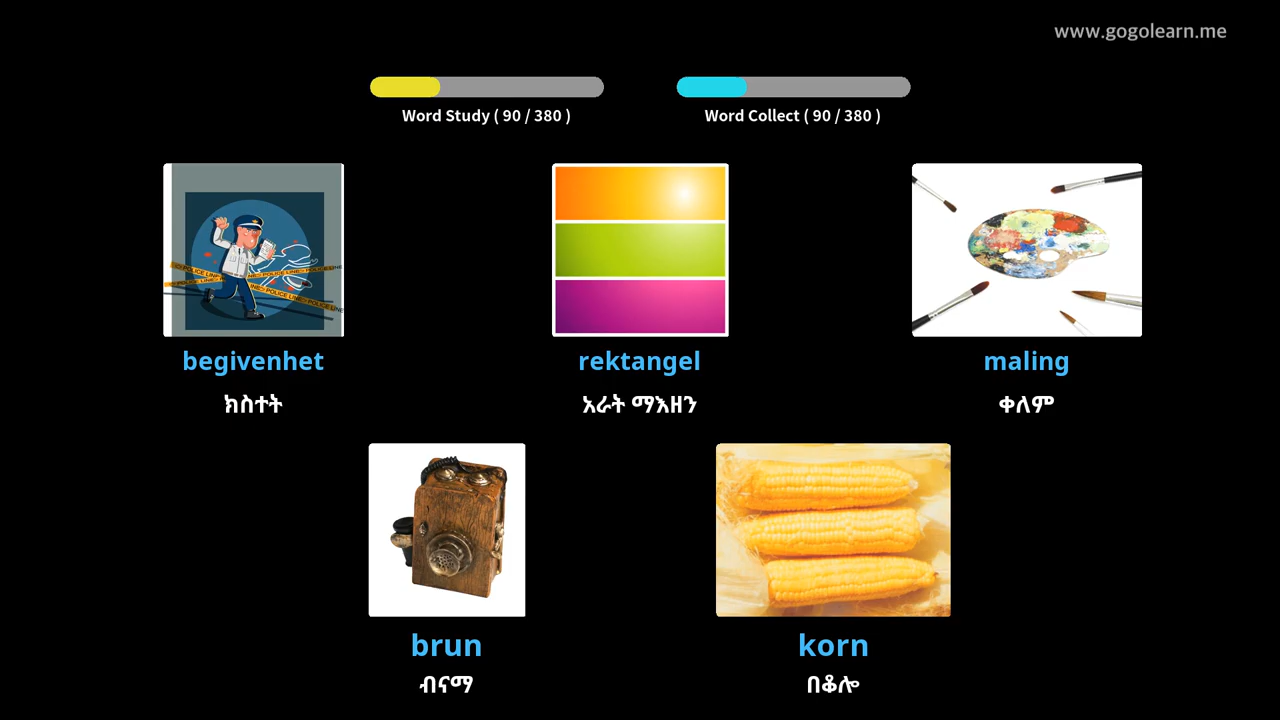 www.gogolearn.me
Word Study ( 90 / 380 )
Word Collect ( 90 / 380 )
begivenhet
rektangel
maling
ክስተት
አራት ማእዘን
ቀለም
brun
korn
ብናማ
በቆሎ